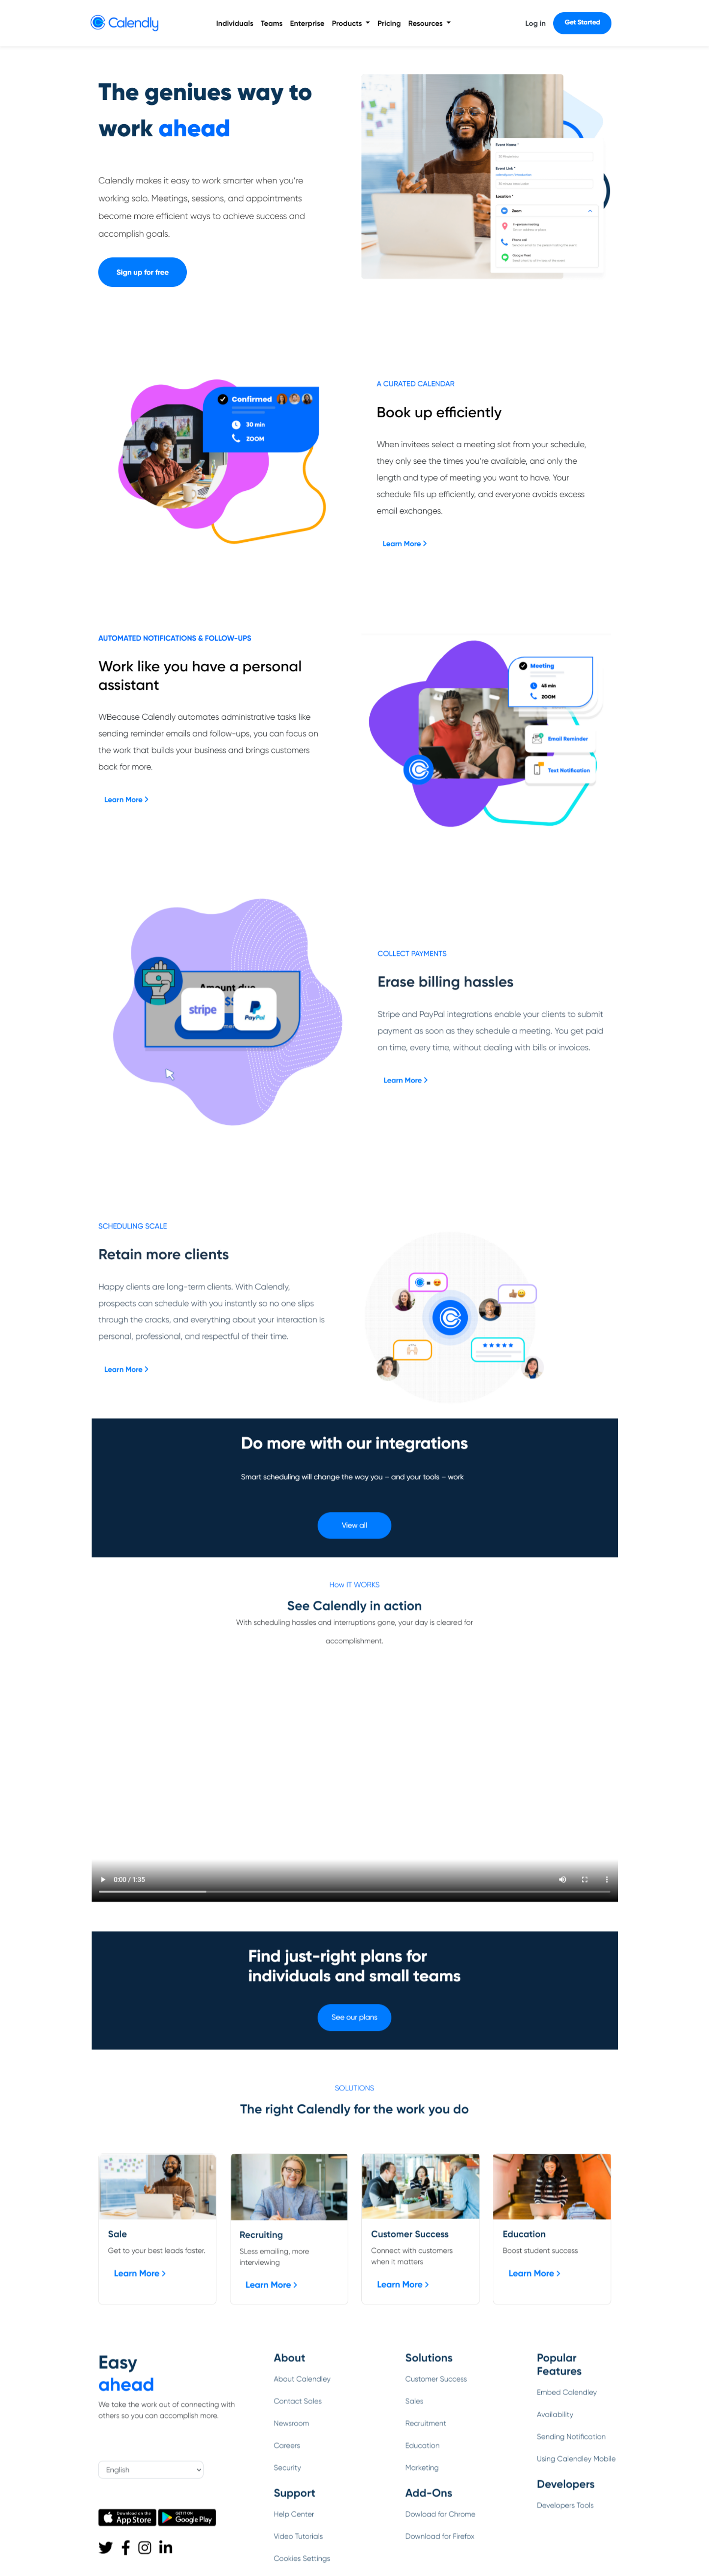 Calendly
Individuals Teams Enterprise Products Pricing Resources
Log in
Get Started
The geniues way to
work ahead
Calendly makes it easy to work smarter when you're
working solo. Meetings, sessions, and appointments
become more efficient ways to achieve success and
accomplish goals.
Sign up for free
Event Name *
Event Link *
Location *
Zoom
In-person meeting
Phone call
Google Meet
Confirmed
30 min
ZOOM
A CURATED CALENDAR
Book up efficiently
When invitees select a meeting slot from your schedule,
they only see the times you're available, and only the
length and type of meeting you want to have. Your
schedule fills up efficiently, and everyone avoids excess
email exchanges.
Learn More
AUTOMATED NOTIFICATIONS & FOLLOW-UPS
Work like you have a personal
assistant
WBecause Calendly automates administrative tasks like
sending reminder emails and follow-ups, you can focus on
the work that builds your business and brings customers
back for more.
Learn More
Meeting
45 min
ZOOM
Email Reminder
Text Notification
Amount due
stripe
PayPal
COLLECT PAYMENTS
Erase billing hassles
Stripe and PayPal integrations enable your clients to submit
payment as soon as they schedule a meeting. You get paid
on time, every time, without dealing with bills or invoices.
Learn More
SCHEDULING SCALE
Retain more clients
Happy clients are long-term clients. With Calendly,
prospects can schedule with you instantly so no one slips
through the cracks, and everything about your interaction is
personal, professional, and respectful of their time.
Learn More
Do more with our integrations
Smart scheduling will change the way you – and your tools – work
View all
How IT WORKS
See Calendly in action
With scheduling hassles and interruptions gone, your day is cleared for
accomplishment.
0:00 / 1:35
Find just-right plans for
individuals and small teams
See our plans
SOLUTIONS
The right Calendly for the work you do
Sale
Get to your best leads faster.
Learn More
Recruiting
SLess emailing, more
interviewing
Learn More
Customer Success
Connect with customers
when it matters
Learn More
Education
Boost student success
Learn More
Easy
ahead
We take the work out of connecting with
others so you can accomplish more.
English
Download on the
App Store
GET IT ON
Google Play
About
About Calendley
Contact Sales
Newsroom
Careers
Security
Support
Help Center
Video Tutorials
Cookies Settings
Solutions
Customer Success
Sales
Recruitment
Education
Marketing
Add-Ons
Dowload for Chrome
Download for Firefox
Popular
Features
Embed Calendley
Availability
Sending Notification
Using Calendley Mobile
Developers
Developers Tools